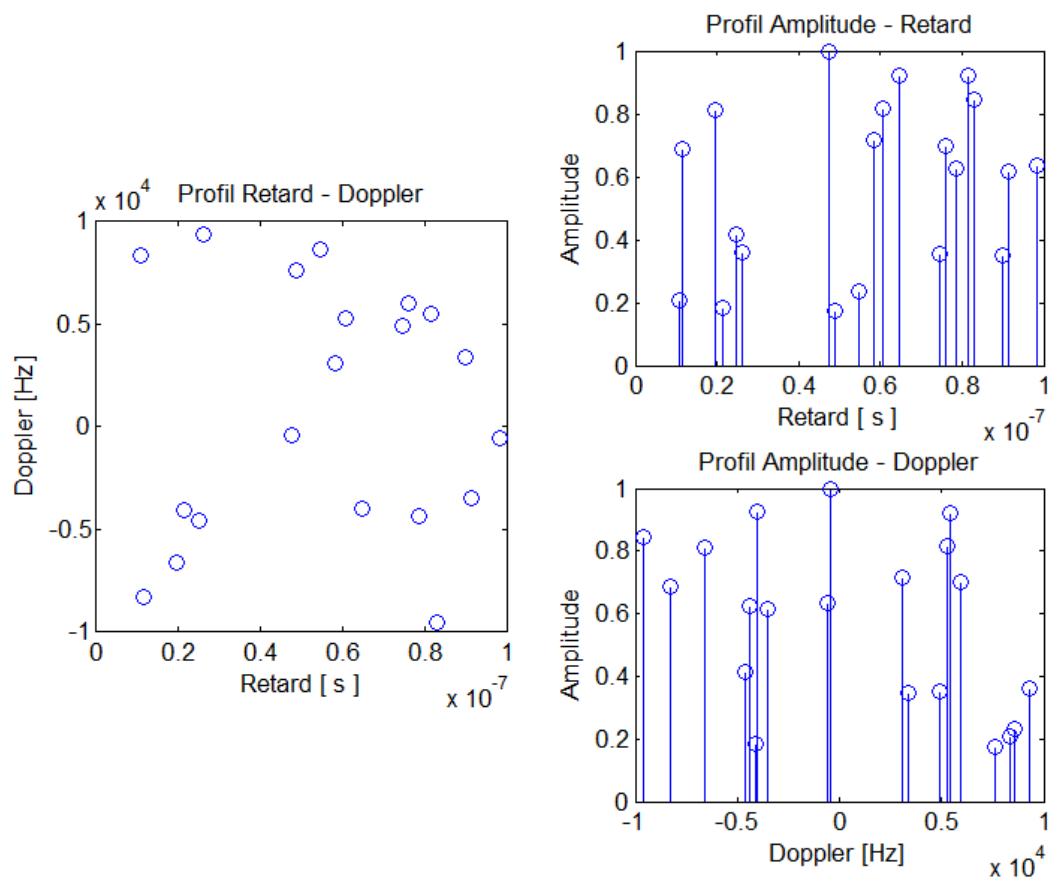 Profil Retard - Doppler
x 10^4
1
0.5
0
-0.5
-1
Doppler [Hz]
0 0.2 0.4 0.6 0.8 1
Retard [ s ]
x 10^-7
Profil Amplitude - Retard
1
0.8
0.6
0.4
0.2
0
Amplitude
0 0.2 0.4 0.6 0.8 1
Retard [ s ]
x 10^-7
Profil Amplitude - Doppler
1
0.8
0.6
0.4
0.2
0
Amplitude
-1 -0.5 0 0.5 1
Doppler [Hz]
x 10^4